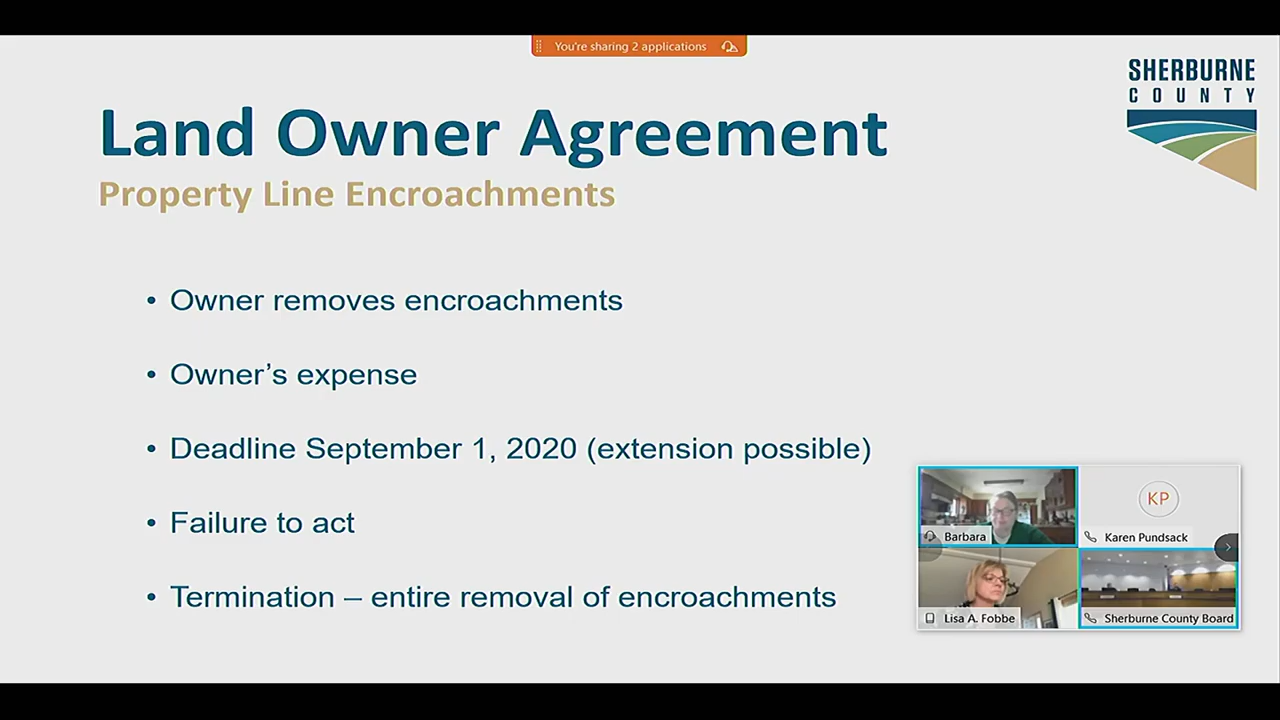 You're sharing 2 applications
SHERBURNE
COUNTY
Land Owner Agreement
Property Line Encroachments
• Owner removes encroachments
• Owner's expense
• Deadline September 1, 2020 (extension possible)
• Failure to act
• Termination – entire removal of encroachments
KP
Barbara
Karen Pundsack
Lisa A. Fobbe
Sherburne County Board